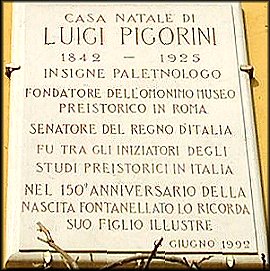 CASA NATALE DI
LUIGI PIGORINI
1842 — 1925
INSIGNE PALETNOLOGO
FONDATORE DELL'OMONIMO MUSEO
PREISTORICO IN ROMA
SENATORE DEL REGNO D'ITALIA
FU TRA GLI INIZIATORI DEGLI
STUDI PREISTORICI IN ITALIA
NEL 150° ANNIVERSARIO DELLA
NASCITA FONTANELLATO LO RICORDA
SUO FIGLIO ILLUSTRE
GIUGNO 1992